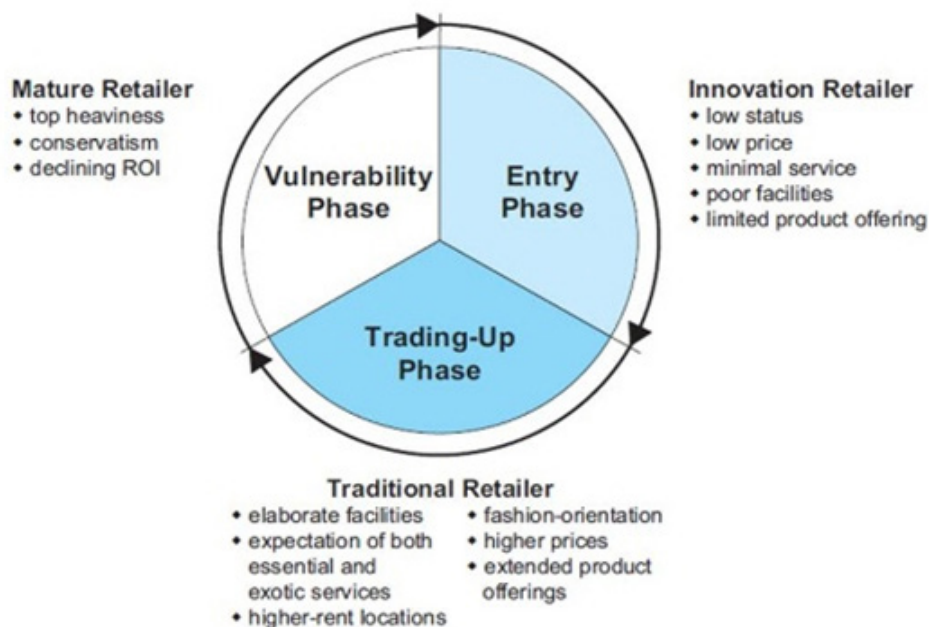 Mature Retailer
◆ top heaviness
◆ conservatism
◆ declining ROI
Vulnerability
Phase
Entry
Phase
Innovation Retailer
◆ low status
◆ low price
◆ minimal service
◆ poor facilities
◆ limited product offering
Trading-Up
Phase
Traditional Retailer
◆ elaborate facilities
◆ expectation of both
essential and
exotic services
◆ higher-rent locations
◆ fashion-orientation
◆ higher prices
◆ extended product
offerings